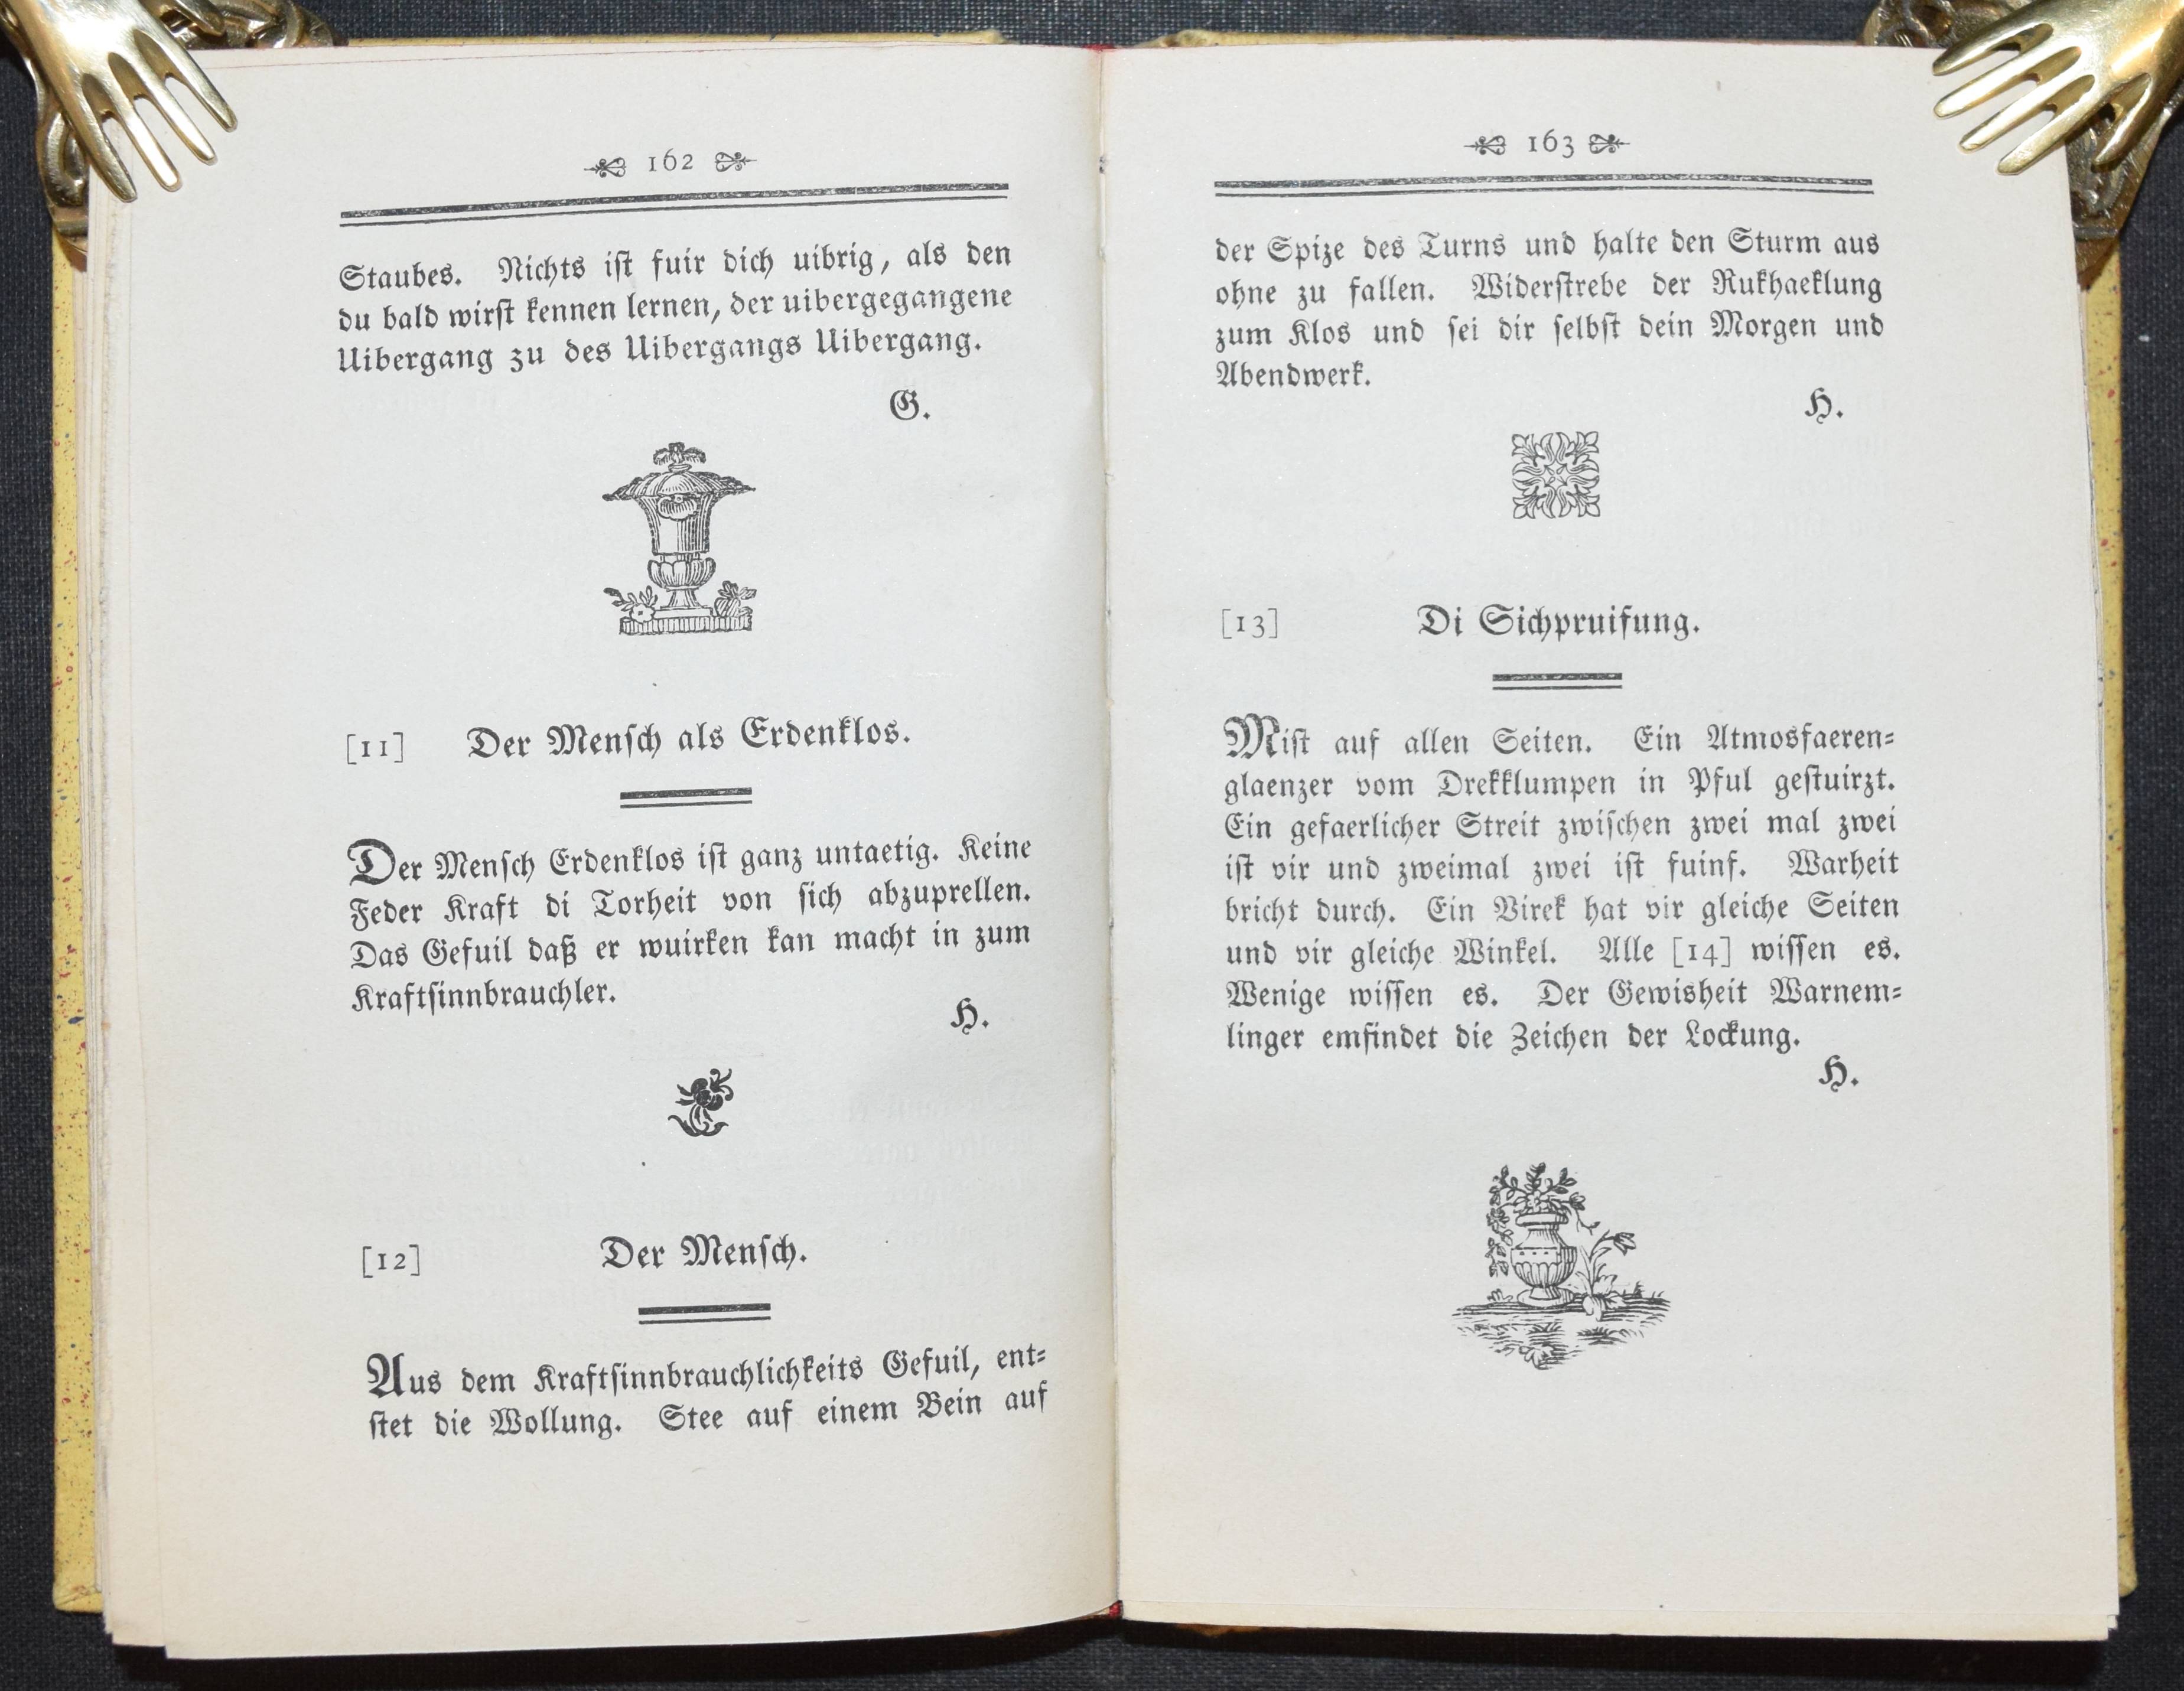 162
Staubes. Nichts ist fuir dich uibrig, als den
du bald wirst kennen lernen, der uibergegangene
Uibergang zu des Uibergangs Uibergang.
G.
[11] Der Mensch als Erdenklos.
Der Mensch Erdenklos ist ganz untaetig. Keine
Feder Kraft di Torheit von sich abzuprellen.
Das Gefuil daß er wuirken kan macht in zum
Kraftsinnbrauchler.
H.
[12] Der Mensch.
Aus dem Kraftsinnbrauchlichkeits Gefuil, ent-
stet die Wollung. Stee auf einem Bein auf
163
der Spize des Turns und halte den Sturm aus
ohne zu fallen. Widerstrebe der Rukhaeklung
zum Klos und sei dir selbst dein Morgen und
Abendwerk.
H.
[13] Di Sichpruifung.
Mist auf allen Seiten. Ein Atmosfaeren-
glaenzer vom Drekklumpen in Pful gestuirzt.
Ein gefaerlicher Streit zwischen zwei mal zwei
ist vir und zweimal zwei ist fuinf. Warheit
bricht durch. Ein Virek hat vir gleiche Seiten
und vir gleiche Winkel. Alle [14] wissen es.
Wenige wissen es. Der Gewisheit Warnem-
linger emfindet die Zeichen der Lockung.
H.